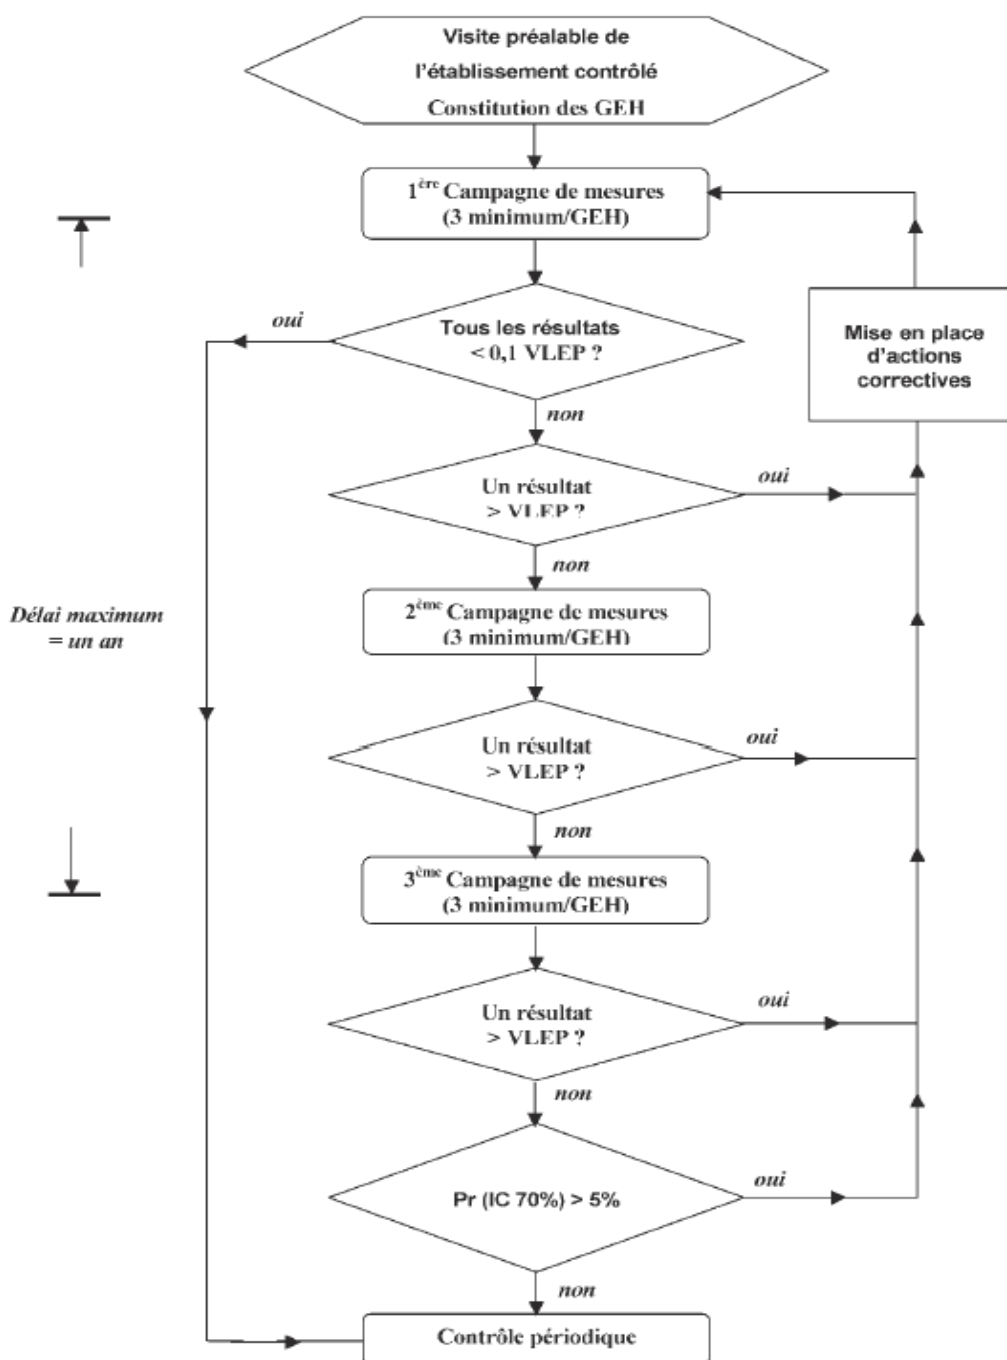 Visite préalable de
l'établissement contrôlé
Constitution des GEH
1ère Campagne de mesures
(3 minimum/GEH)
oui
Tous les résultats
< 0,1 VLEP ?
Mise en place
d'actions
correctives
non
Un résultat
> VLEP ?
oui
non
Délai maximum
= un an
2ème Campagne de mesures
(3 minimum/GEH)
Un résultat
> VLEP ?
oui
non
3ème Campagne de mesures
(3 minimum/GEH)
Un résultat
> VLEP ?
oui
non
Pr (IC 70%) > 5%
oui
non
Contrôle périodique